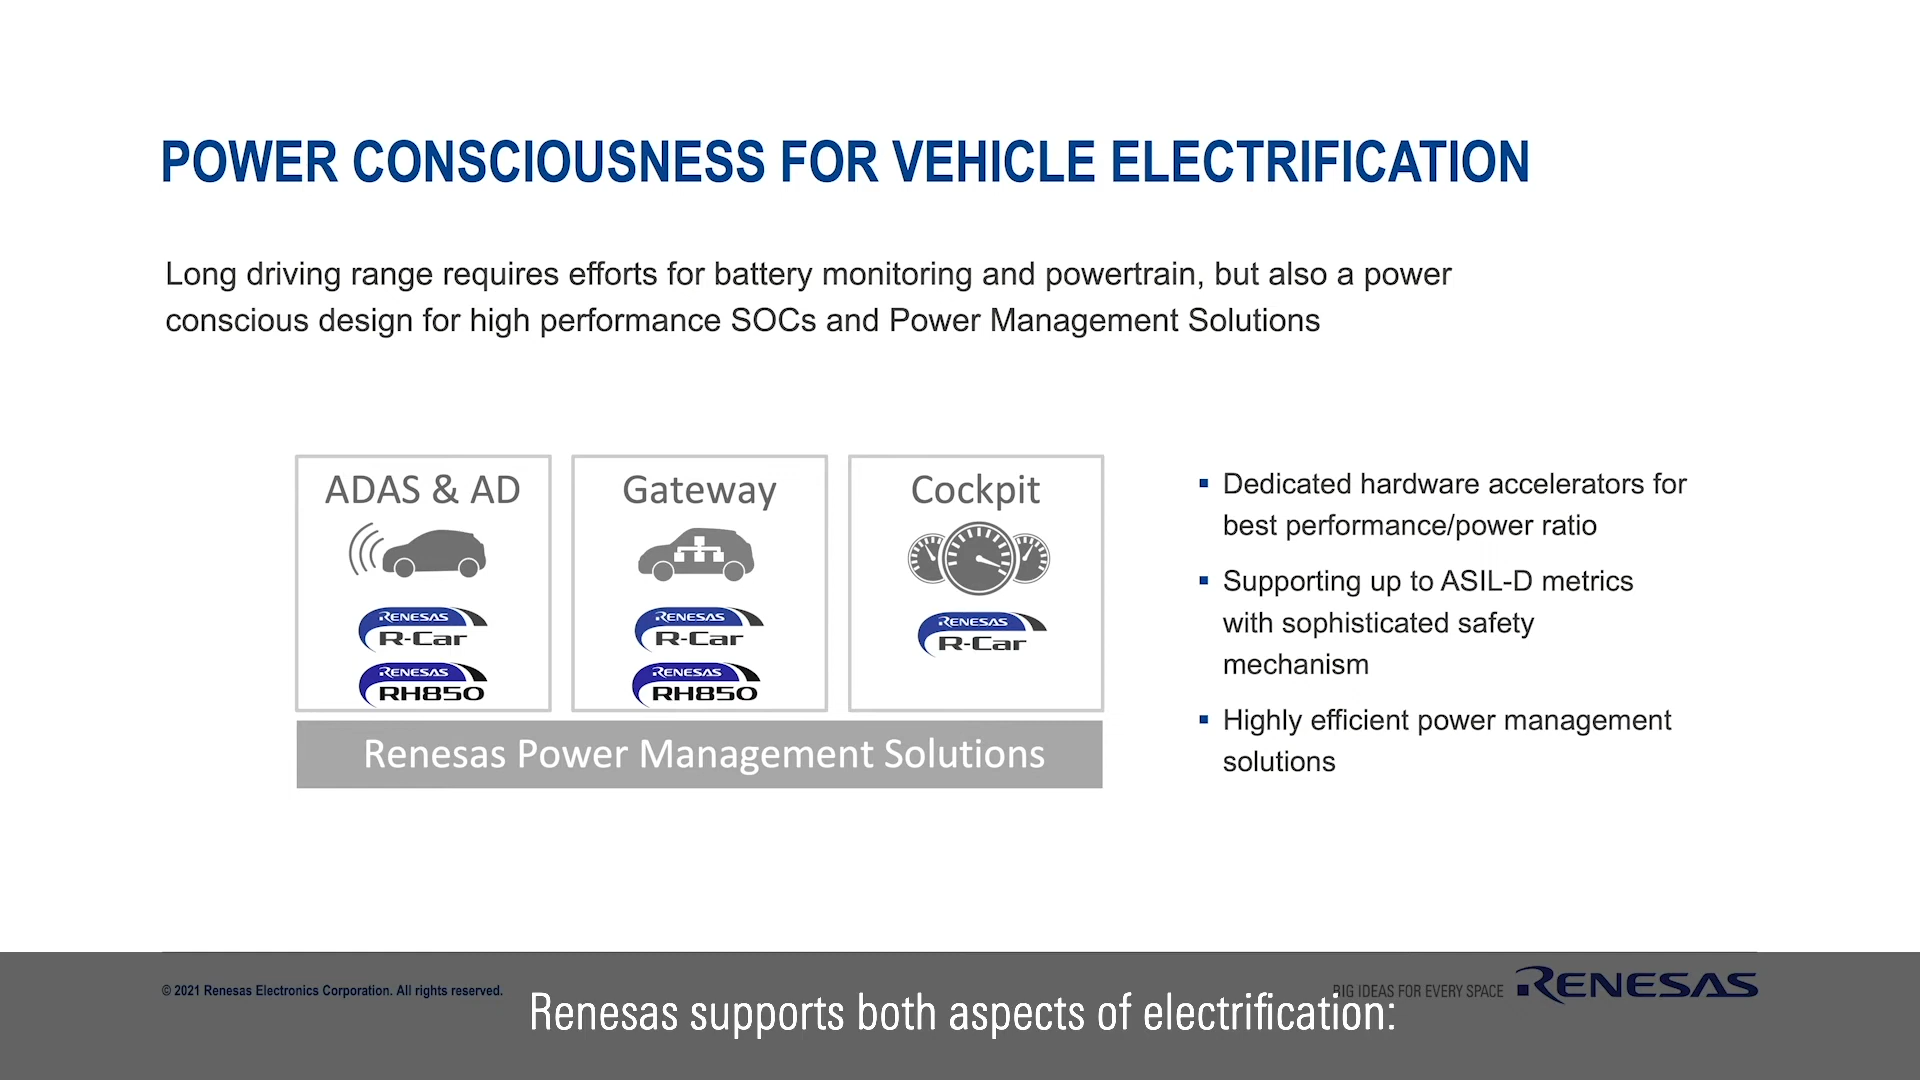 POWER CONSCIOUSNESS FOR VEHICLE ELECTRIFICATION
Long driving range requires efforts for battery monitoring and powertrain, but also a power
conscious design for high performance SOCs and Power Management Solutions
ADAS & AD
RENESAS
R-Car
RENESAS
RH850
Gateway
RENESAS
R-Car
RENESAS
RH850
Cockpit
RENESAS
R-Car
Renesas Power Management Solutions
Dedicated hardware accelerators for
best performance/power ratio
Supporting up to ASIL-D metrics
with sophisticated safety
mechanism
Highly efficient power management
solutions
© 2021 Renesas Electronics Corporation. All rights reserved.
BIG IDEAS FOR EVERY SPACE
RENESAS
Renesas supports both aspects of electrification: